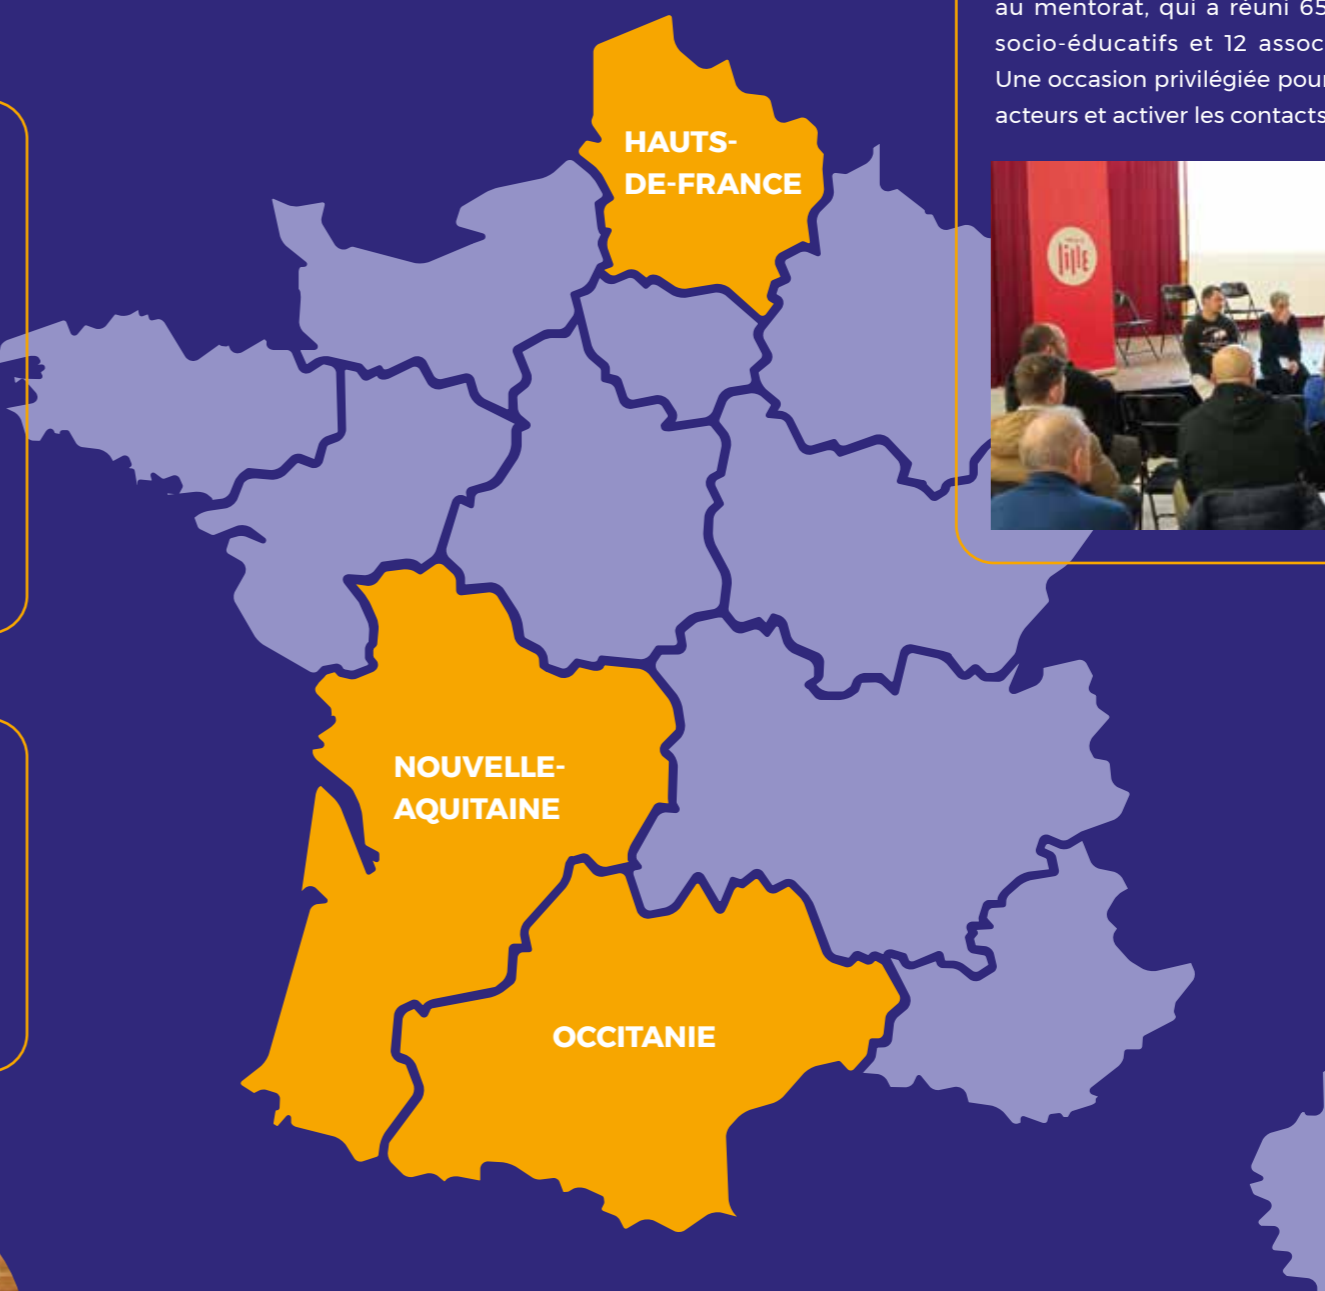 au mentorat, qui a réuni 65
socio-éducatifs et 12 assoc
Une occasion privilégiée pour
acteurs et activer les contacts
HAUTS-
DE-FRANCE
lille
NOUVELLE-
AQUITAINE
OCCITANIE